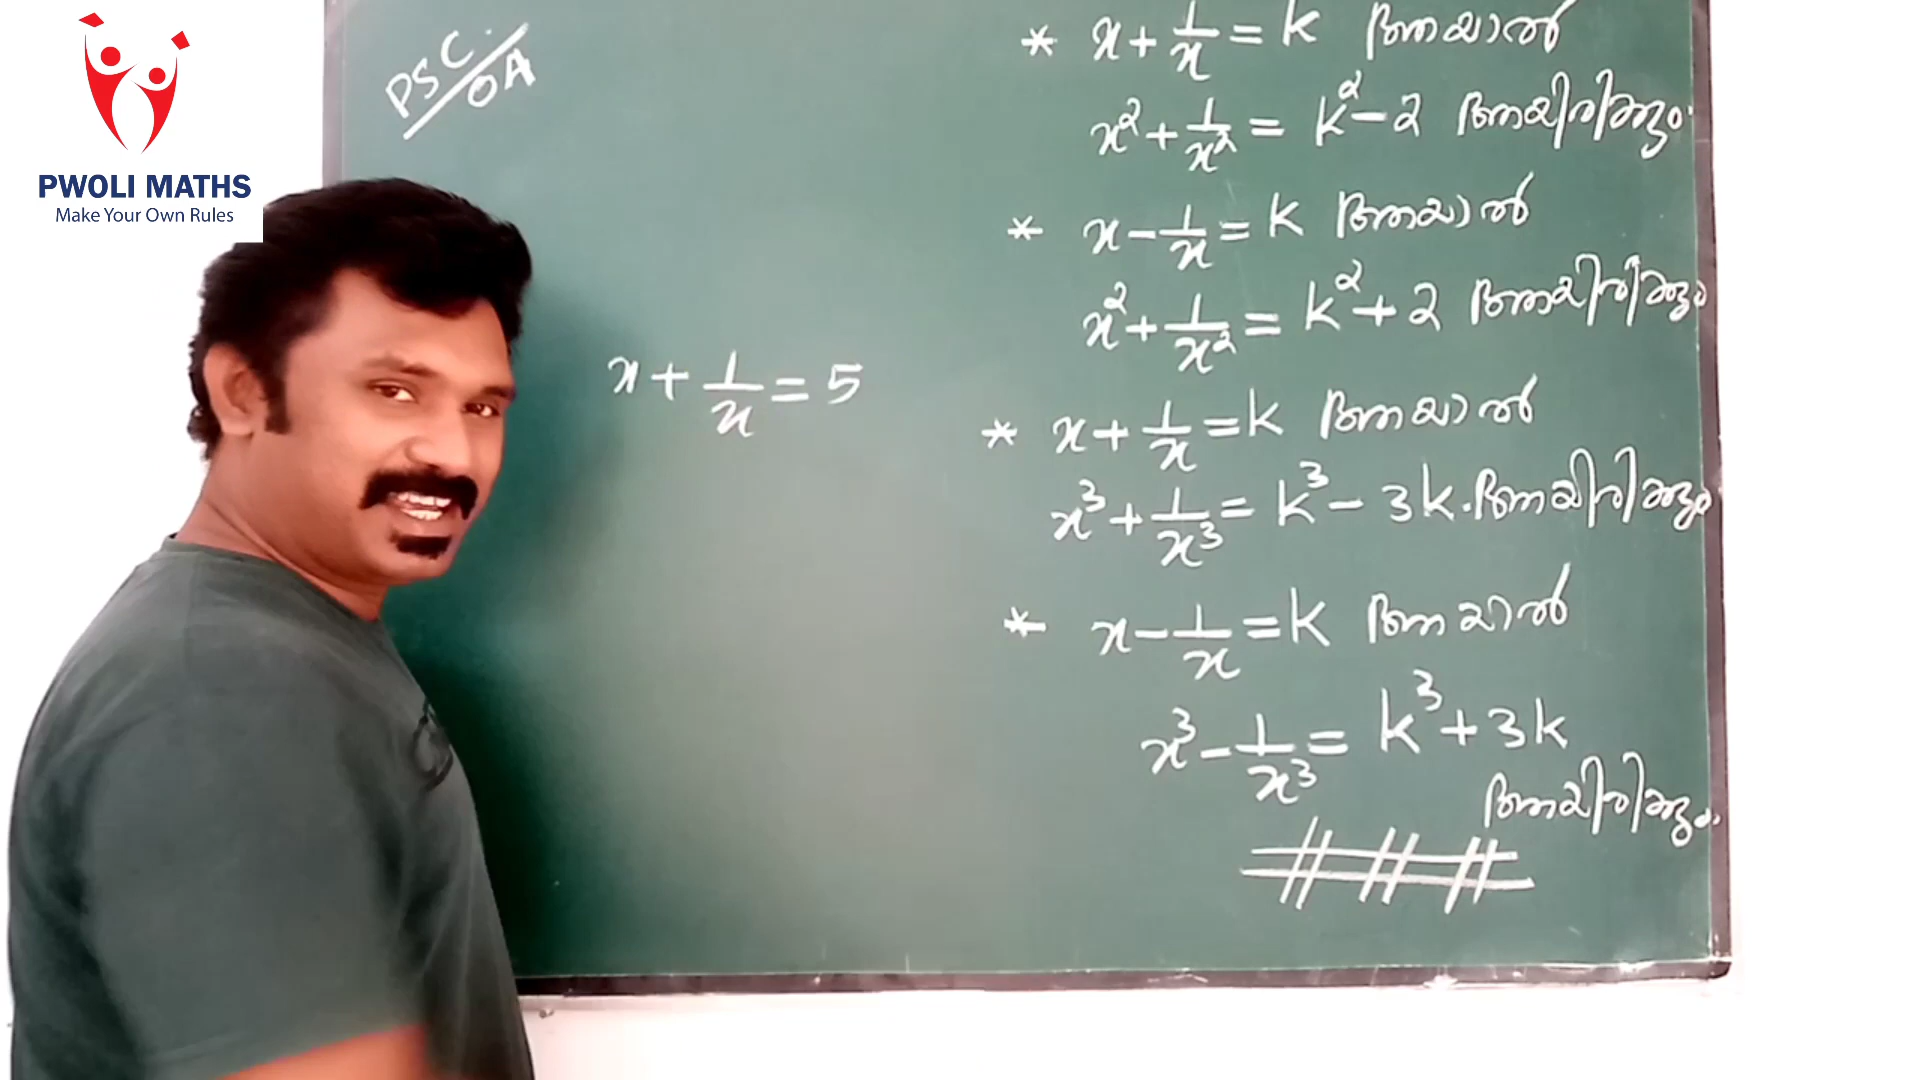 PWOLI MATHS
Make Your Own Rules
PSC/OA
x + 1/x = 5
* x + 1/x = k ആയാൽ
x² + 1/x² = k² - 2 ആയിരിക്കും.
* x - 1/x = k ആയാൽ
x² + 1/x² = k² + 2 ആയിരിക്കും
* x + 1/x = k ആയാൽ
x³ + 1/x³ = k³ - 3k. ആയിരിക്കും
* x - 1/x = k ആയാൽ
x³ - 1/x³ = k³ + 3k
ആയിരിക്കും.